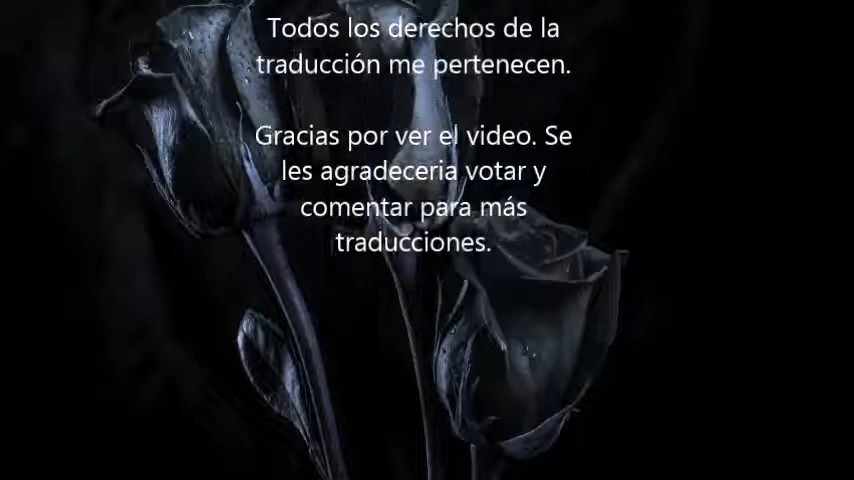 Todos los derechos de la
traducción me pertenecen.
Gracias por ver el video. Se
les agradeceria votar y
comentar para más
traducciones.